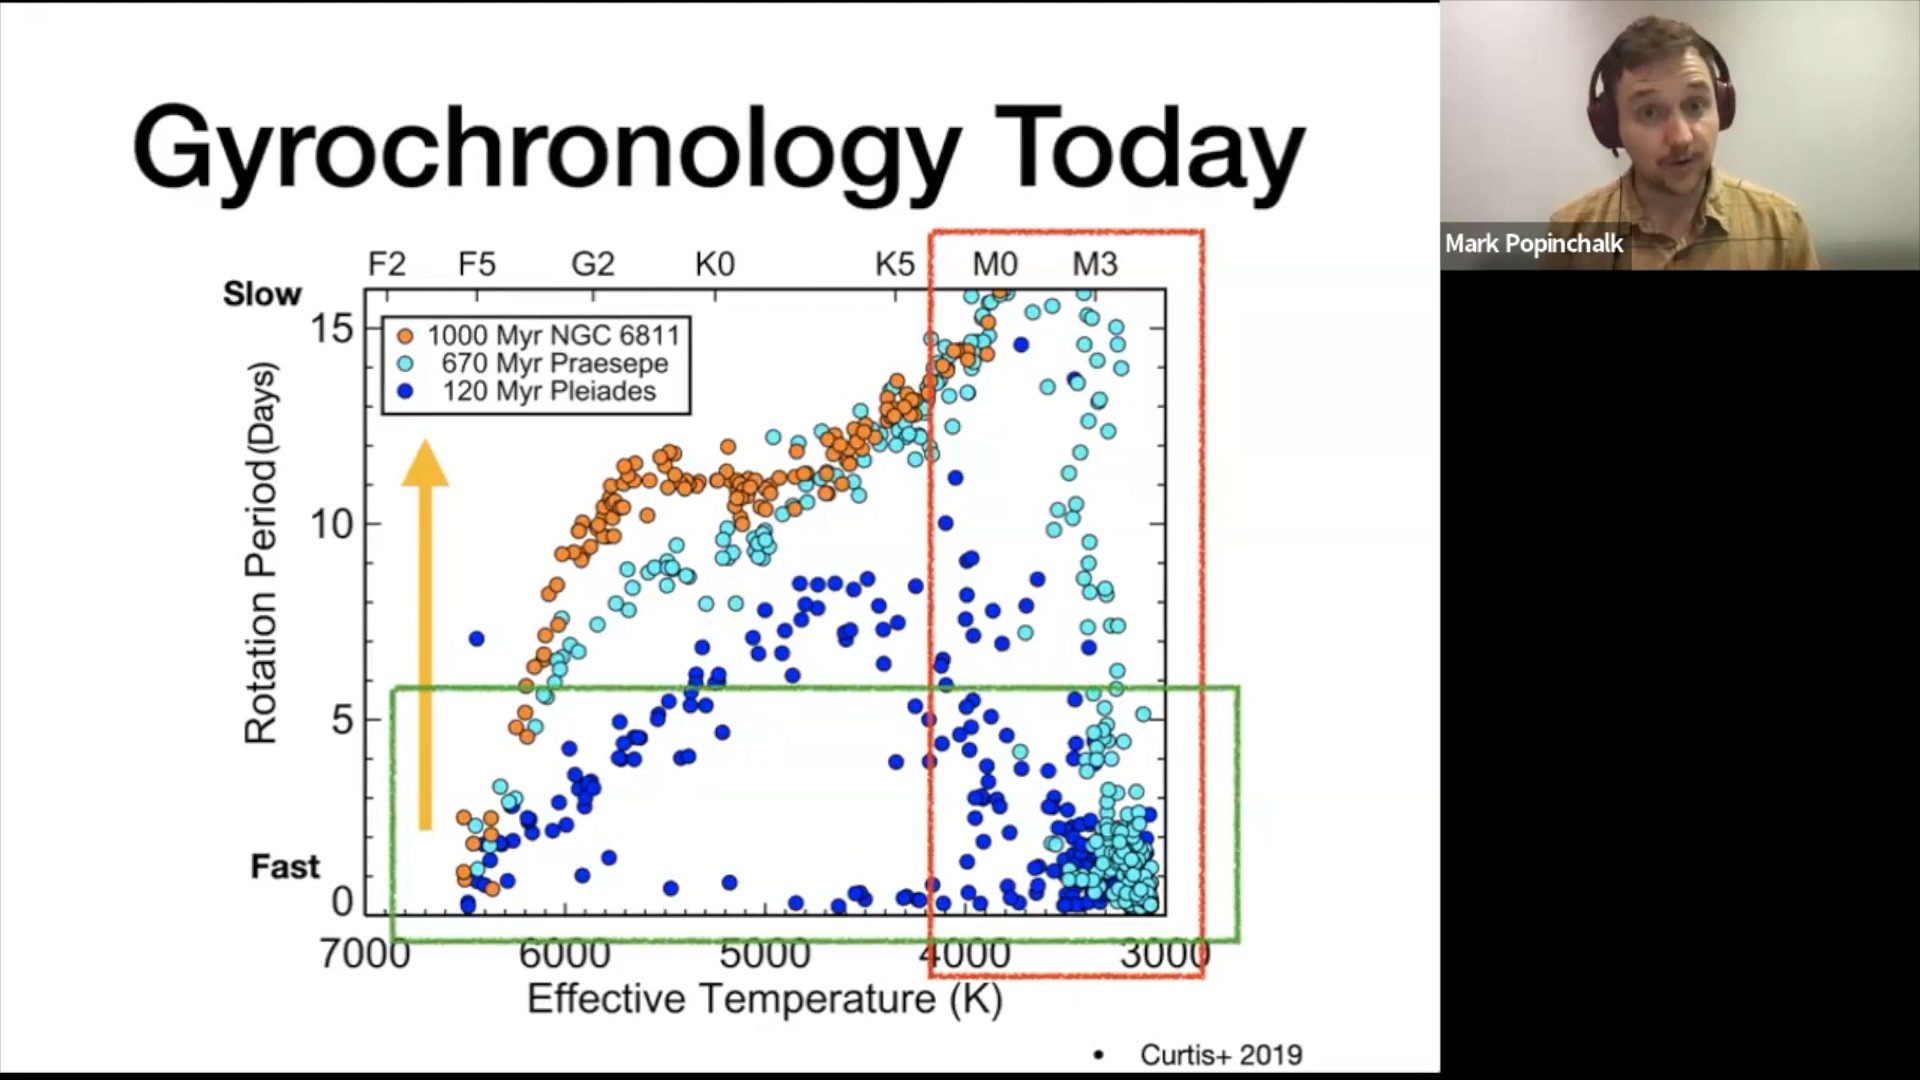 Gyrochronology Today
Mark Popinchalk
F2 F5 G2 K0 K5 M0 M3
Slow
15
1000 Myr NGC 6811
670 Myr Praesepe
120 Myr Pleiades
Rotation Period (Days)
10
5
Fast
0
7000 6000 5000 4000 3000
Effective Temperature (K)
• Curtis+ 2019